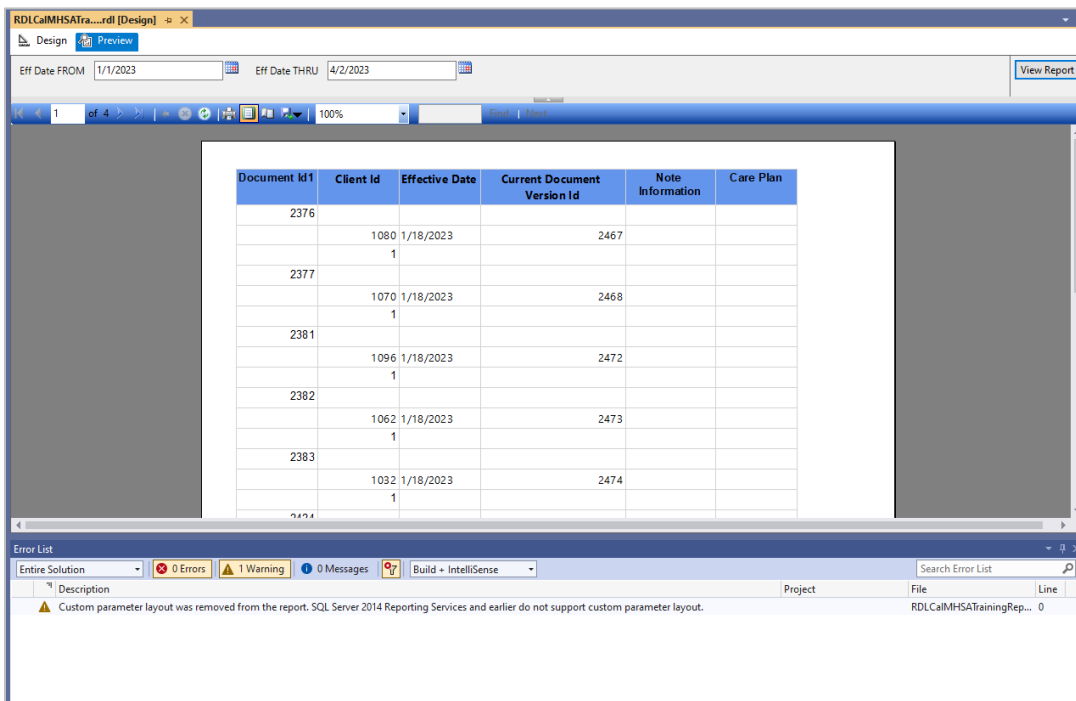 RDLCalMHSATra....rdl [Design]
Design Preview
Eff Date FROM 1/1/2023 Eff Date THRU 4/2/2023 View Report
1 of 4 100% Find | Next
Document Id1 Client Id Effective Date Current Document Version Id Note Information Care Plan
2376
1080 1/18/2023 2467
1
2377
1070 1/18/2023 2468
1
2381
1096 1/18/2023 2472
1
2382
1062 1/18/2023 2473
1
2383
1032 1/18/2023 2474
1
Error List
Entire Solution 0 Errors 1 Warning 0 Messages Build + IntelliSense Search Error List
Description Project File Line
Custom parameter layout was removed from the report. SQL Server 2014 Reporting Services and earlier do not support custom parameter layout. RDLCalMHSATrainingRep... 0